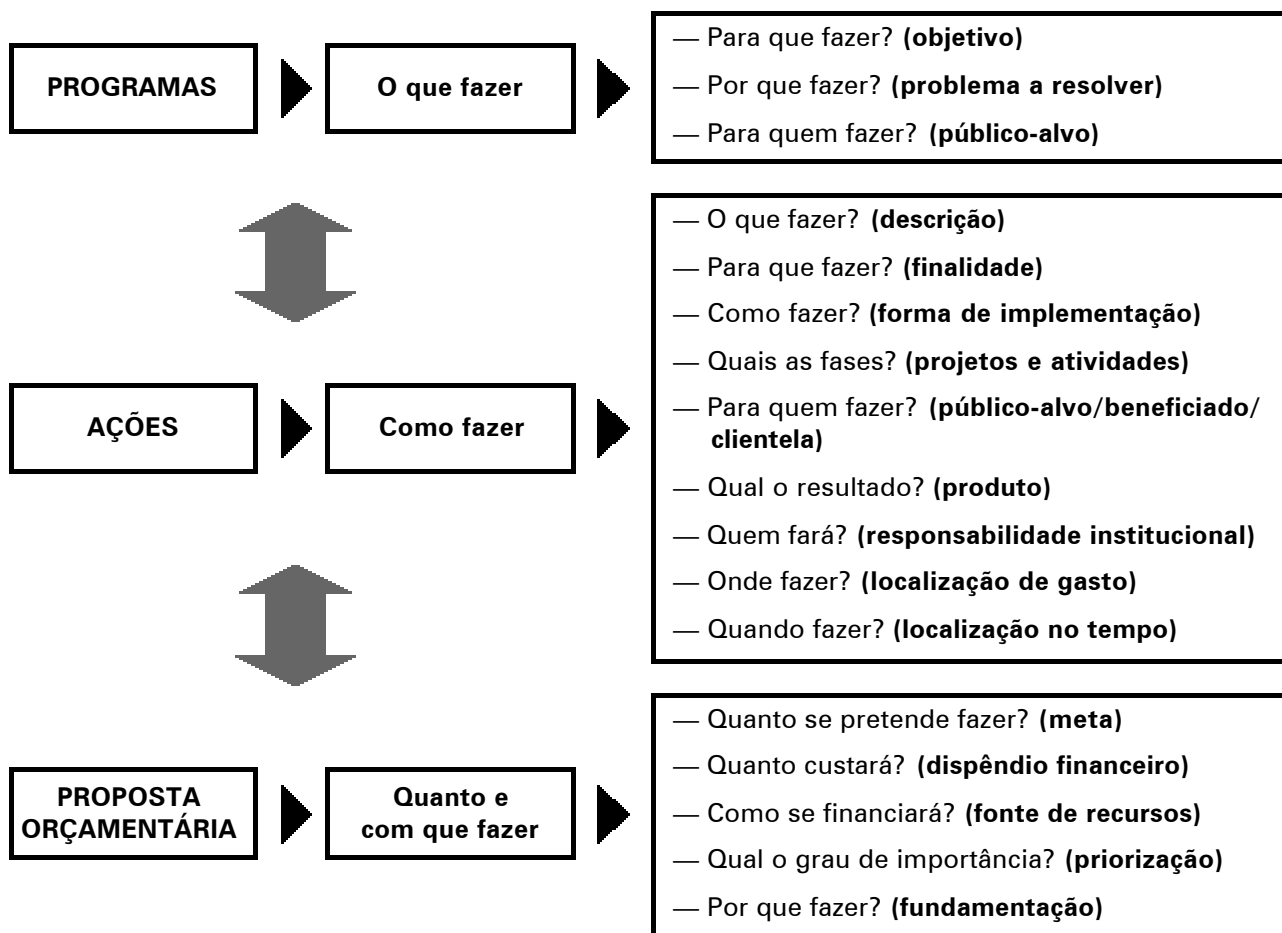 PROGRAMAS
O que fazer
— Para que fazer? (objetivo)
— Por que fazer? (problema a resolver)
— Para quem fazer? (público-alvo)
AÇÕES
Como fazer
— O que fazer? (descrição)
— Para que fazer? (finalidade)
— Como fazer? (forma de implementação)
— Quais as fases? (projetos e atividades)
— Para quem fazer? (público-alvo/beneficiado/
clientela)
— Qual o resultado? (produto)
— Quem fará? (responsabilidade institucional)
— Onde fazer? (localização de gasto)
— Quando fazer? (localização no tempo)
PROPOSTA
ORÇAMENTÁRIA
Quanto e
com que fazer
— Quanto se pretende fazer? (meta)
— Quanto custará? (dispêndio financeiro)
— Como se financiará? (fonte de recursos)
— Qual o grau de importância? (priorização)
— Por que fazer? (fundamentação)